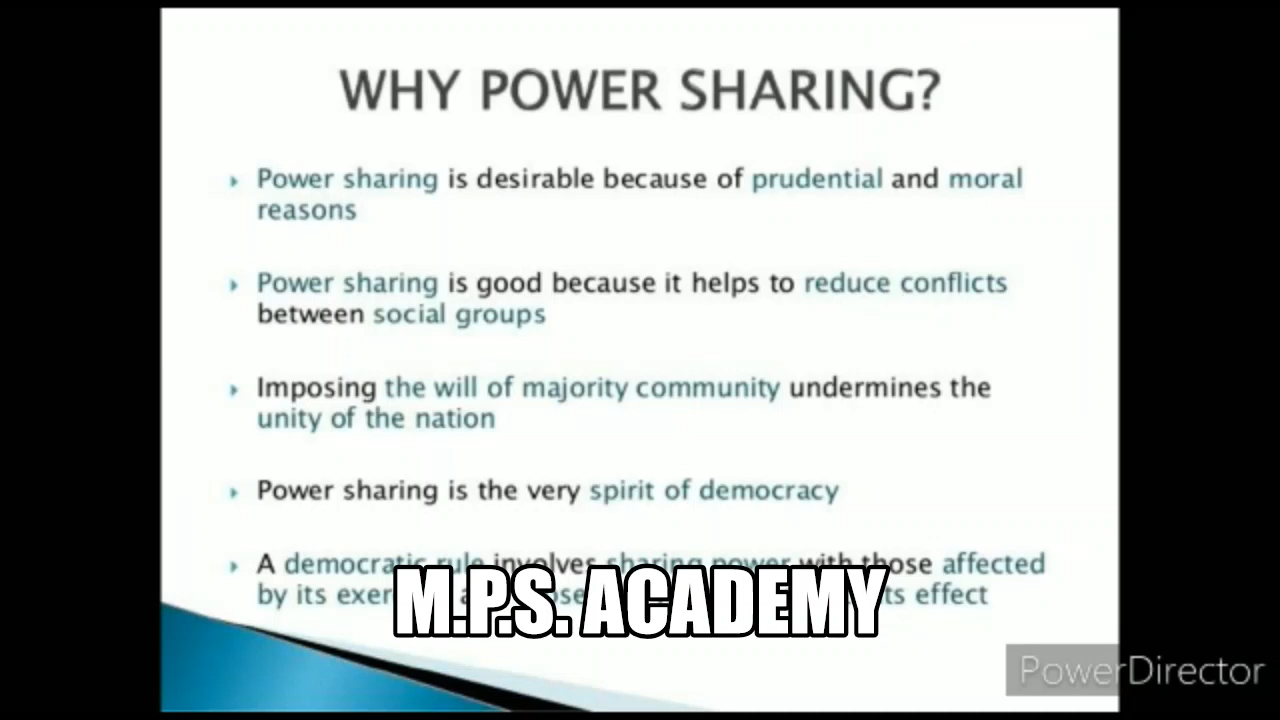 WHY POWER SHARING?
Power sharing is desirable because of prudential and moral
reasons
Power sharing is good because it helps to reduce conflicts
between social groups
Imposing the will of majority community undermines the
unity of the nation
Power sharing is the very spirit of democracy
A democratic rule involves sharing power with those affected
by its effect
M.P.S. ACADEMY
PowerDirector